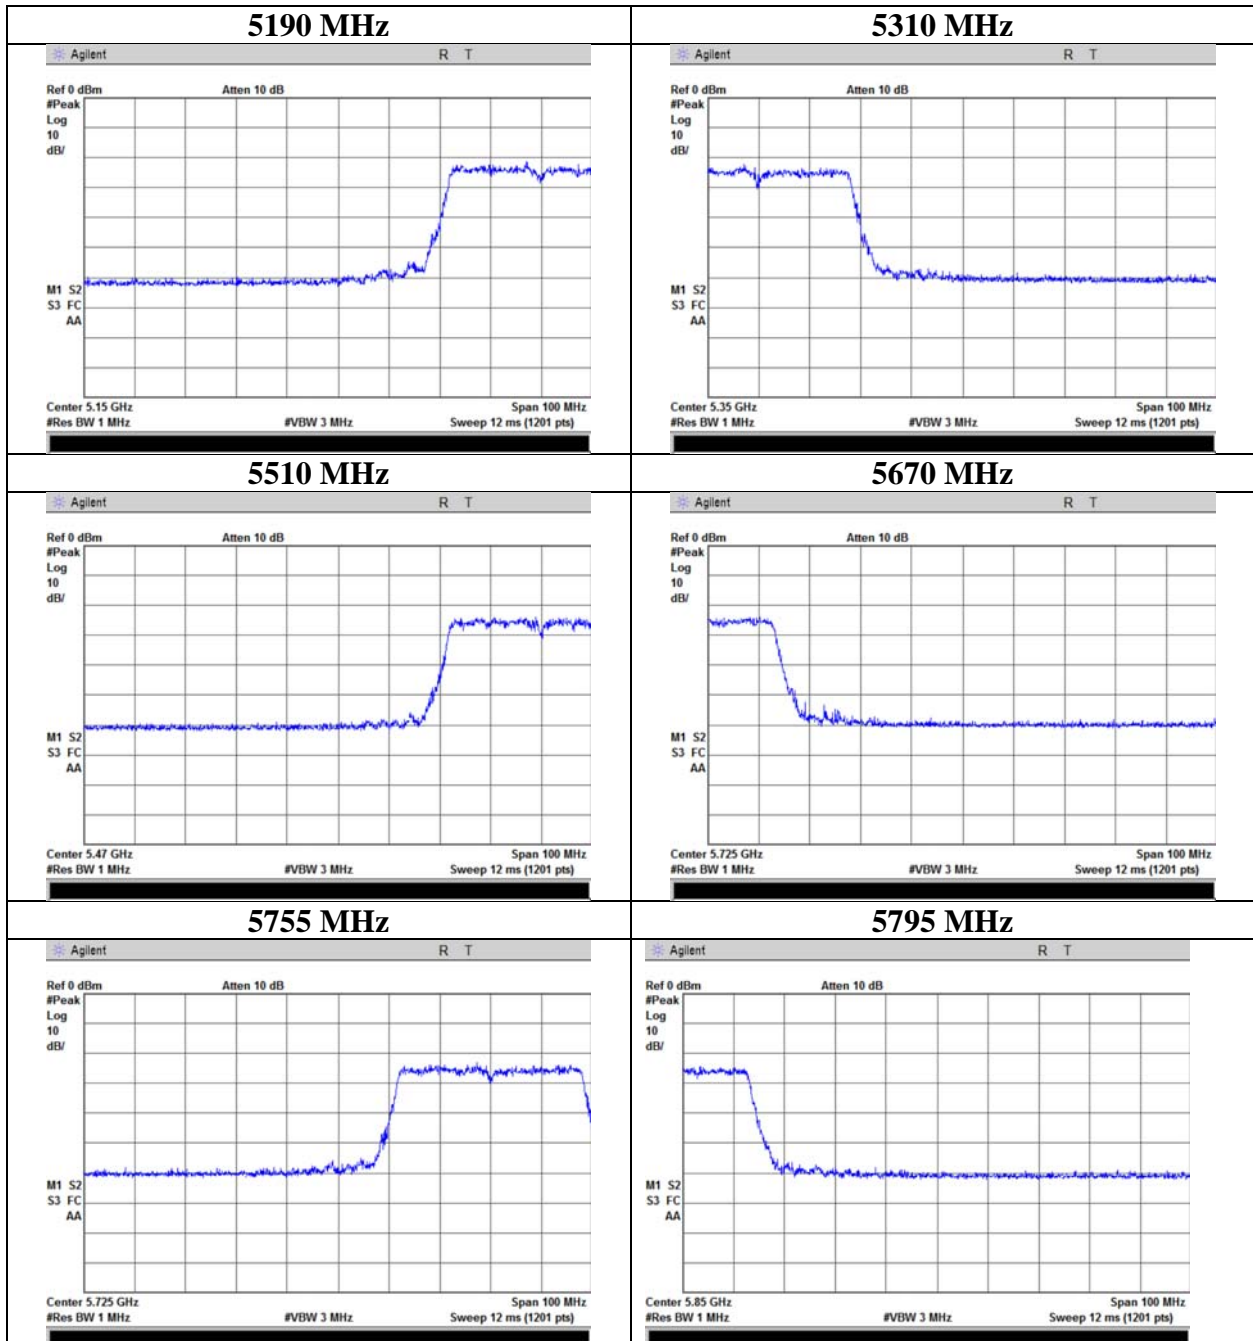 5190 MHz
Agilent R T
Ref 0 dBm Atten 10 dB
#Peak
Log
10
dB/
M1 S2
S3 FC
AA
Center 5.15 GHz Span 100 MHz
#Res BW 1 MHz #VBW 3 MHz Sweep 12 ms (1201 pts)
5310 MHz
Agilent R T
Ref 0 dBm Atten 10 dB
#Peak
Log
10
dB/
M1 S2
S3 FC
AA
Center 5.35 GHz Span 100 MHz
#Res BW 1 MHz #VBW 3 MHz Sweep 12 ms (1201 pts)
5510 MHz
Agilent R T
Ref 0 dBm Atten 10 dB
#Peak
Log
10
dB/
M1 S2
S3 FC
AA
Center 5.47 GHz Span 100 MHz
#Res BW 1 MHz #VBW 3 MHz Sweep 12 ms (1201 pts)
5670 MHz
Agilent R T
Ref 0 dBm Atten 10 dB
#Peak
Log
10
dB/
M1 S2
S3 FC
AA
Center 5.725 GHz Span 100 MHz
#Res BW 1 MHz #VBW 3 MHz Sweep 12 ms (1201 pts)
5755 MHz
Agilent R T
Ref 0 dBm Atten 10 dB
#Peak
Log
10
dB/
M1 S2
S3 FC
AA
Center 5.725 GHz Span 100 MHz
#Res BW 1 MHz #VBW 3 MHz Sweep 12 ms (1201 pts)
5795 MHz
Agilent R T
Ref 0 dBm Atten 10 dB
#Peak
Log
10
dB/
M1 S2
S3 FC
AA
Center 5.85 GHz Span 100 MHz
#Res BW 1 MHz #VBW 3 MHz Sweep 12 ms (1201 pts)